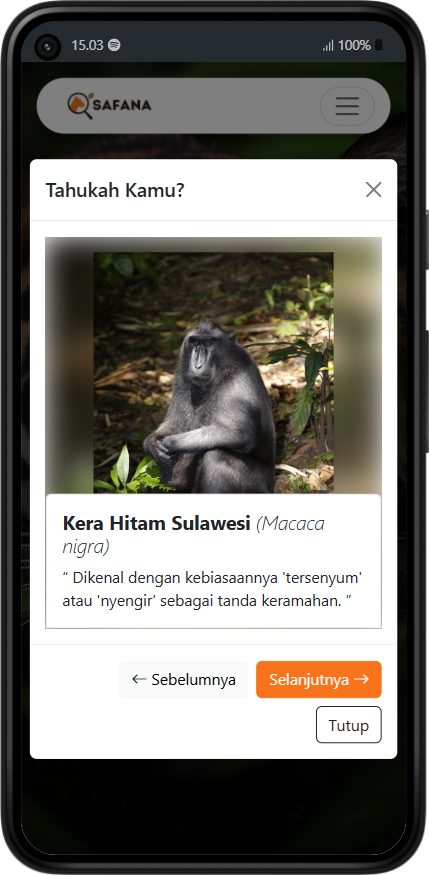 15.03
100%
SAFANA
Tahukah Kamu?
Kera Hitam Sulawesi (Macaca
nigra)
“ Dikenal dengan kebiasaannya 'tersenyum'
atau 'nyengir' sebagai tanda keramahan. ”
← Sebelumnya
Selanjutnya →
Tutup